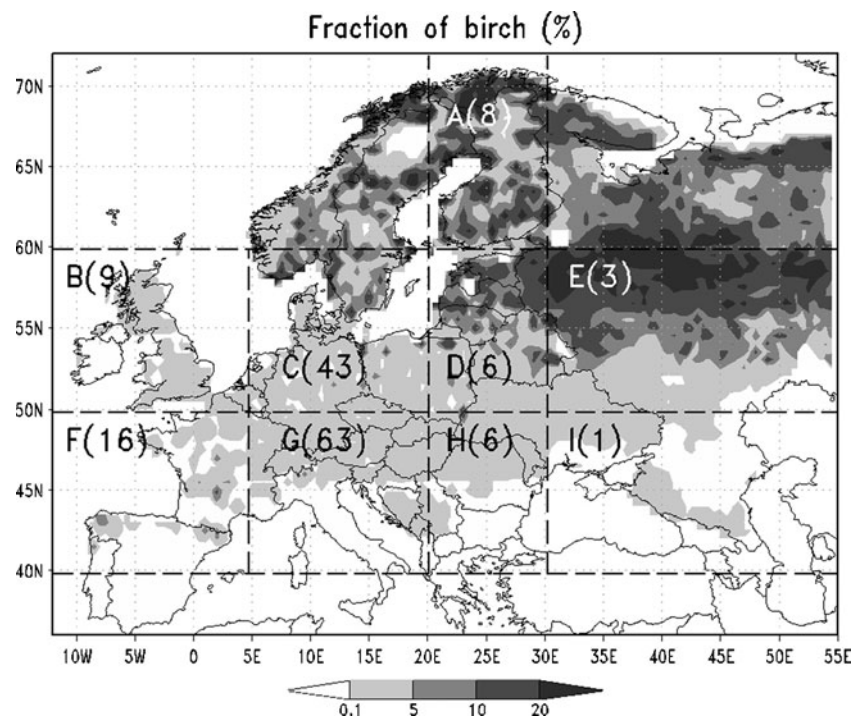 Fraction of birch (%)
70N
A(8)
65N
60N
B(9)
E(3)
55N
C(43) D(6)
50N
F(16) G(63) H(6) I(1)
45N
40N
10W 5W 0 5E 10E 15E 20E 25E 30E 35E 40E 45E 50E 55E
0.1 5 10 20